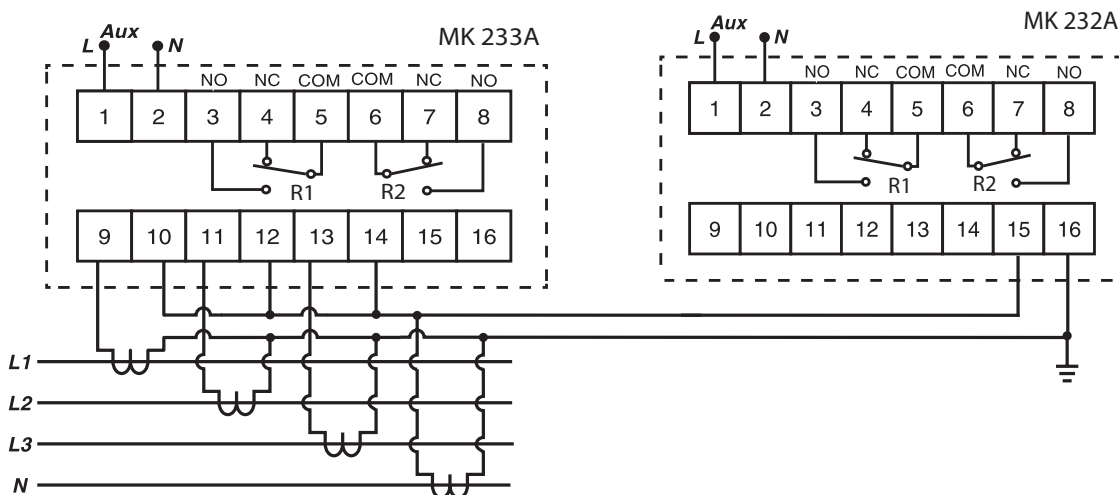 Aux
L N MK 233A
NO NC COM COM NC NO
1 2 3 4 5 6 7 8
R1 R2
9 10 11 12 13 14 15 16
L1
L2
L3
N
Aux
L N MK 232A
NO NC COM COM NC NO
1 2 3 4 5 6 7 8
R1 R2
9 10 11 12 13 14 15 16